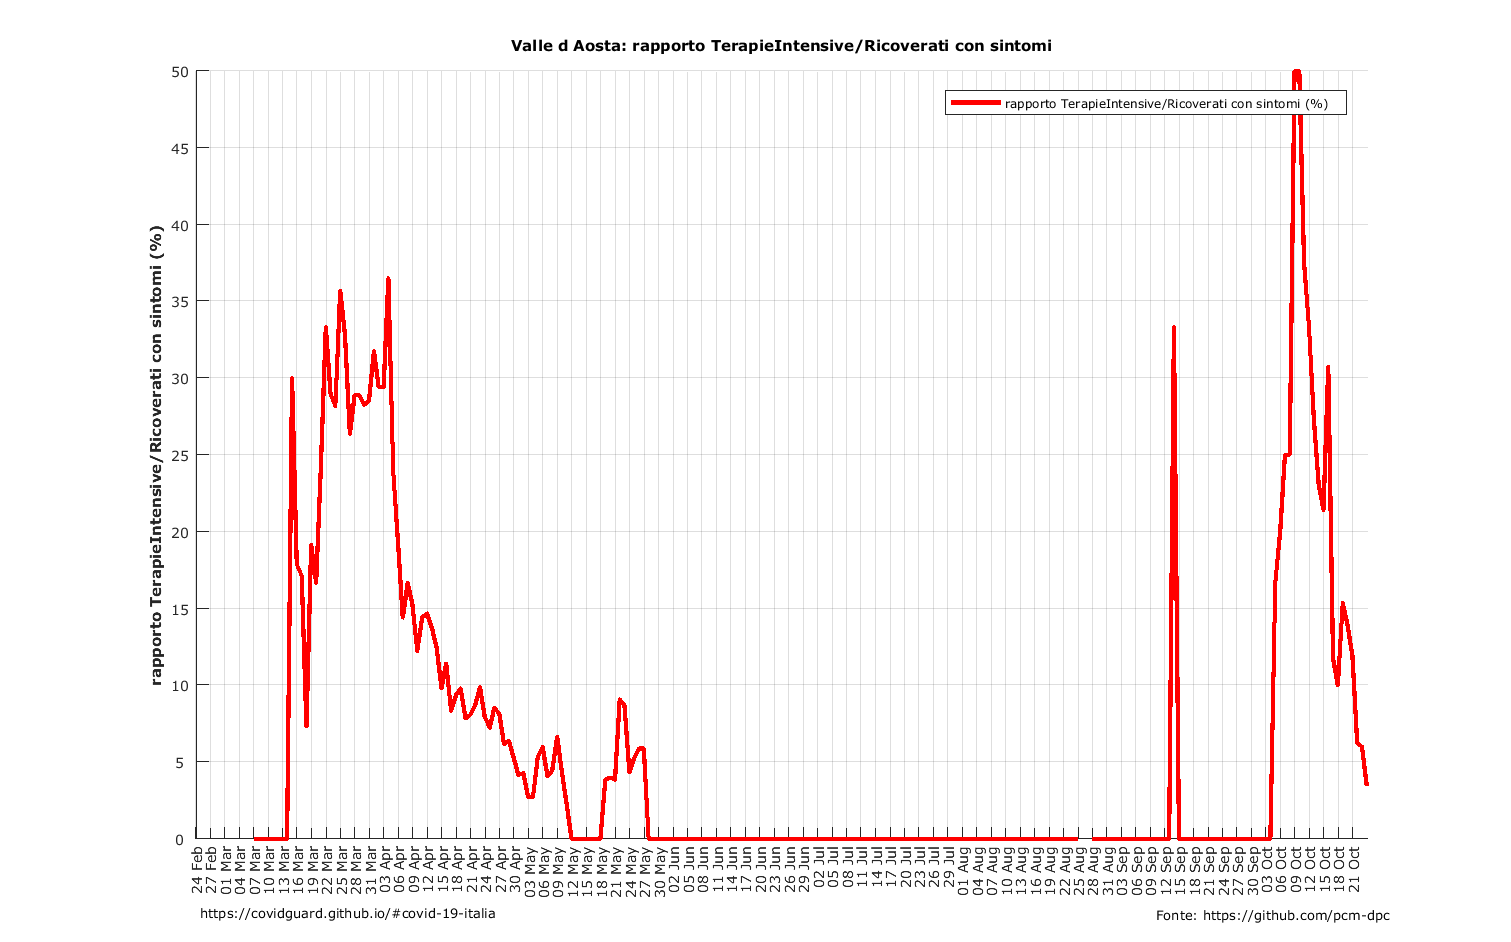 Valle d Aosta: rapporto TerapieIntensive/Ricoverati con sintomi
rapporto TerapieIntensive/Ricoverati con sintomi (%)
rapporto TerapieIntensive/Ricoverati con sintomi (%)
50
45
40
35
30
25
20
15
10
5
0
24 Feb
27 Feb
01 Mar
04 Mar
07 Mar
10 Mar
13 Mar
16 Mar
19 Mar
22 Mar
25 Mar
28 Mar
31 Mar
03 Apr
06 Apr
09 Apr
12 Apr
15 Apr
18 Apr
21 Apr
24 Apr
27 Apr
30 Apr
03 May
06 May
09 May
12 May
15 May
18 May
21 May
24 May
27 May
30 May
02 Jun
05 Jun
08 Jun
11 Jun
14 Jun
17 Jun
20 Jun
23 Jun
26 Jun
29 Jun
02 Jul
05 Jul
08 Jul
11 Jul
14 Jul
17 Jul
20 Jul
23 Jul
26 Jul
29 Jul
01 Aug
04 Aug
07 Aug
10 Aug
13 Aug
16 Aug
19 Aug
22 Aug
25 Aug
28 Aug
31 Aug
03 Sep
06 Sep
09 Sep
12 Sep
15 Sep
18 Sep
21 Sep
24 Sep
27 Sep
30 Sep
03 Oct
06 Oct
09 Oct
12 Oct
15 Oct
18 Oct
21 Oct
https://covidguard.github.io/#covid-19-italia
Fonte: https://github.com/pcm-dpc